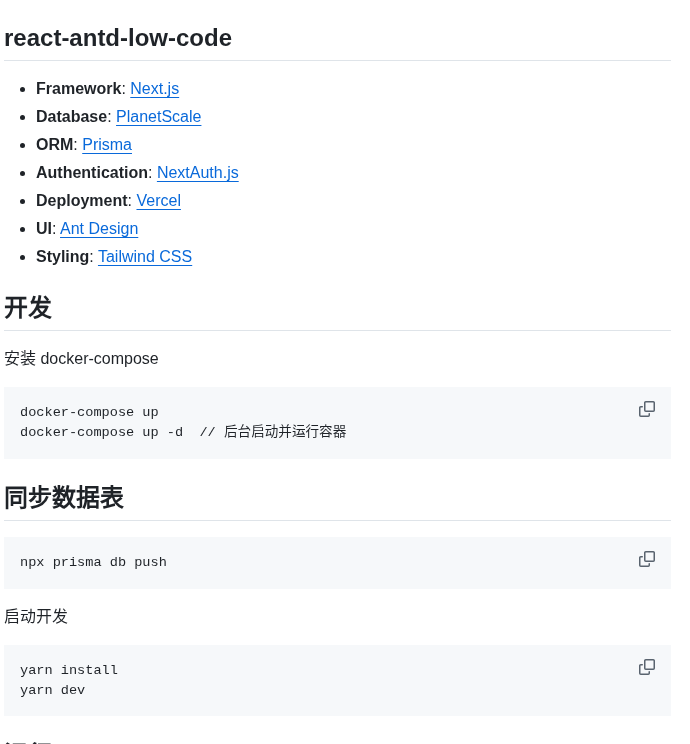 react-antd-low-code
Framework: Next.js
Database: PlanetScale
ORM: Prisma
Authentication: NextAuth.js
Deployment: Vercel
UI: Ant Design
Styling: Tailwind CSS
开发
安装 docker-compose
docker-compose up
docker-compose up -d  // 后台启动并运行容器
同步数据表
npx prisma db push
启动开发
yarn install
yarn dev